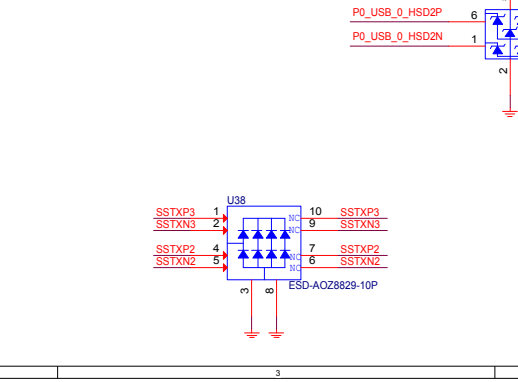 P0_USB_0_HSD2P 6
P0_USB_0_HSD2N 1
2
U38
SSTXP3 1 NC 10 SSTXP3
SSTXN3 2 NC 9 SSTXN3
SSTXP2 4 NC 7 SSTXP2
SSTXN2 5 NC 6 SSTXN2
3 8 ESD-AOZ8829-10P
3